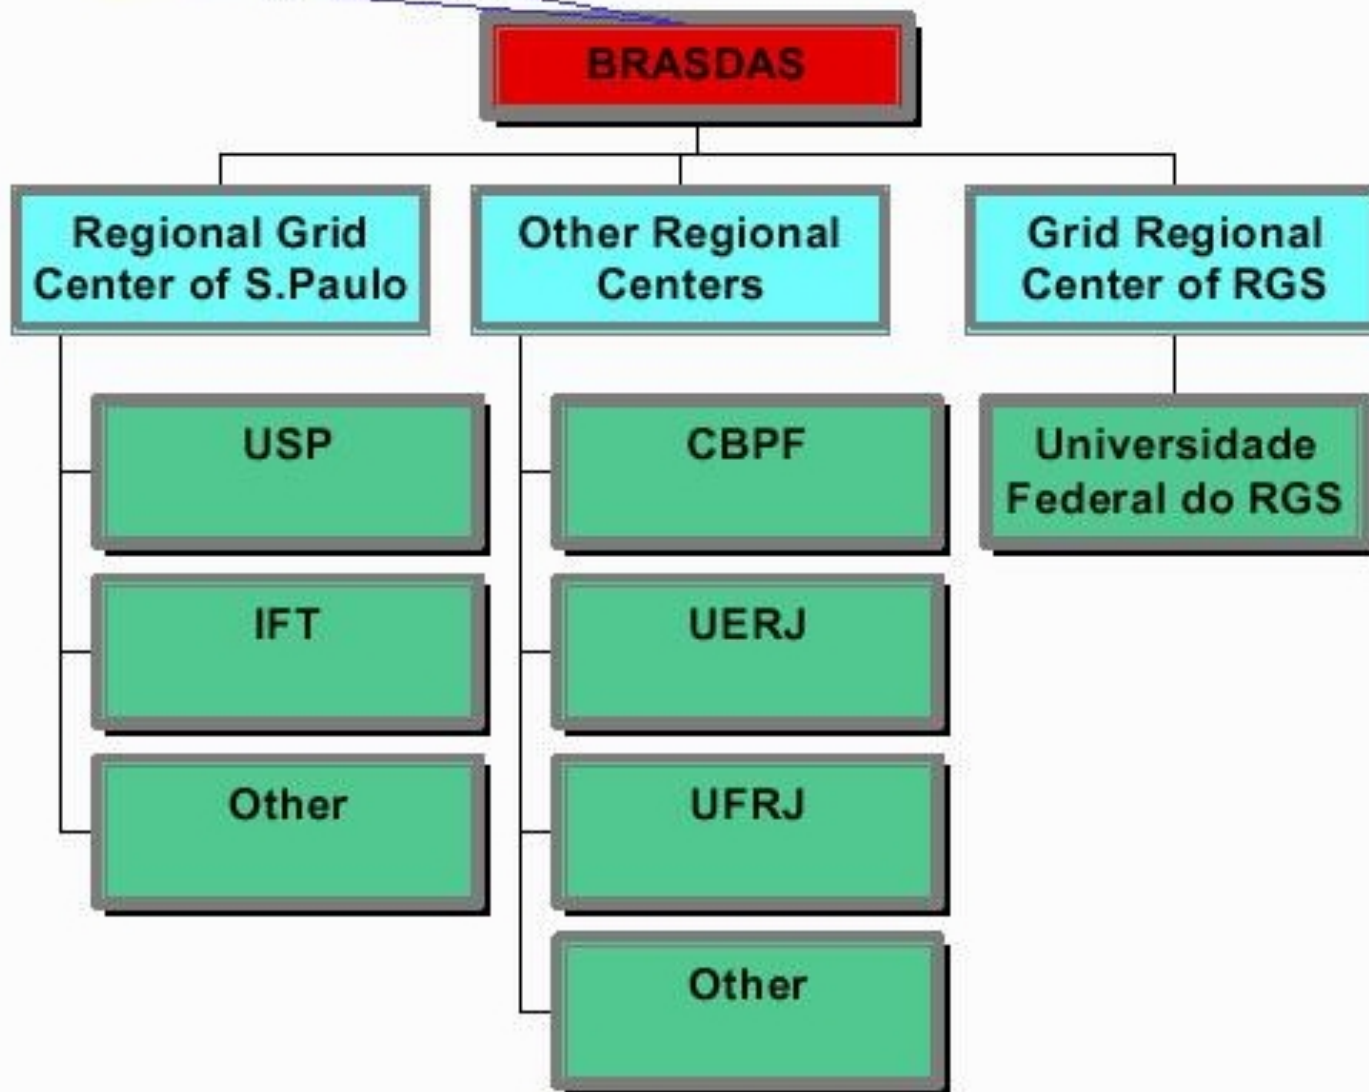 BRASDAS
Regional Grid
Center of S.Paulo
Other Regional
Centers
Grid Regional
Center of RGS
USP
IFT
Other
CBPF
UERJ
UFRJ
Other
Universidade
Federal do RGS